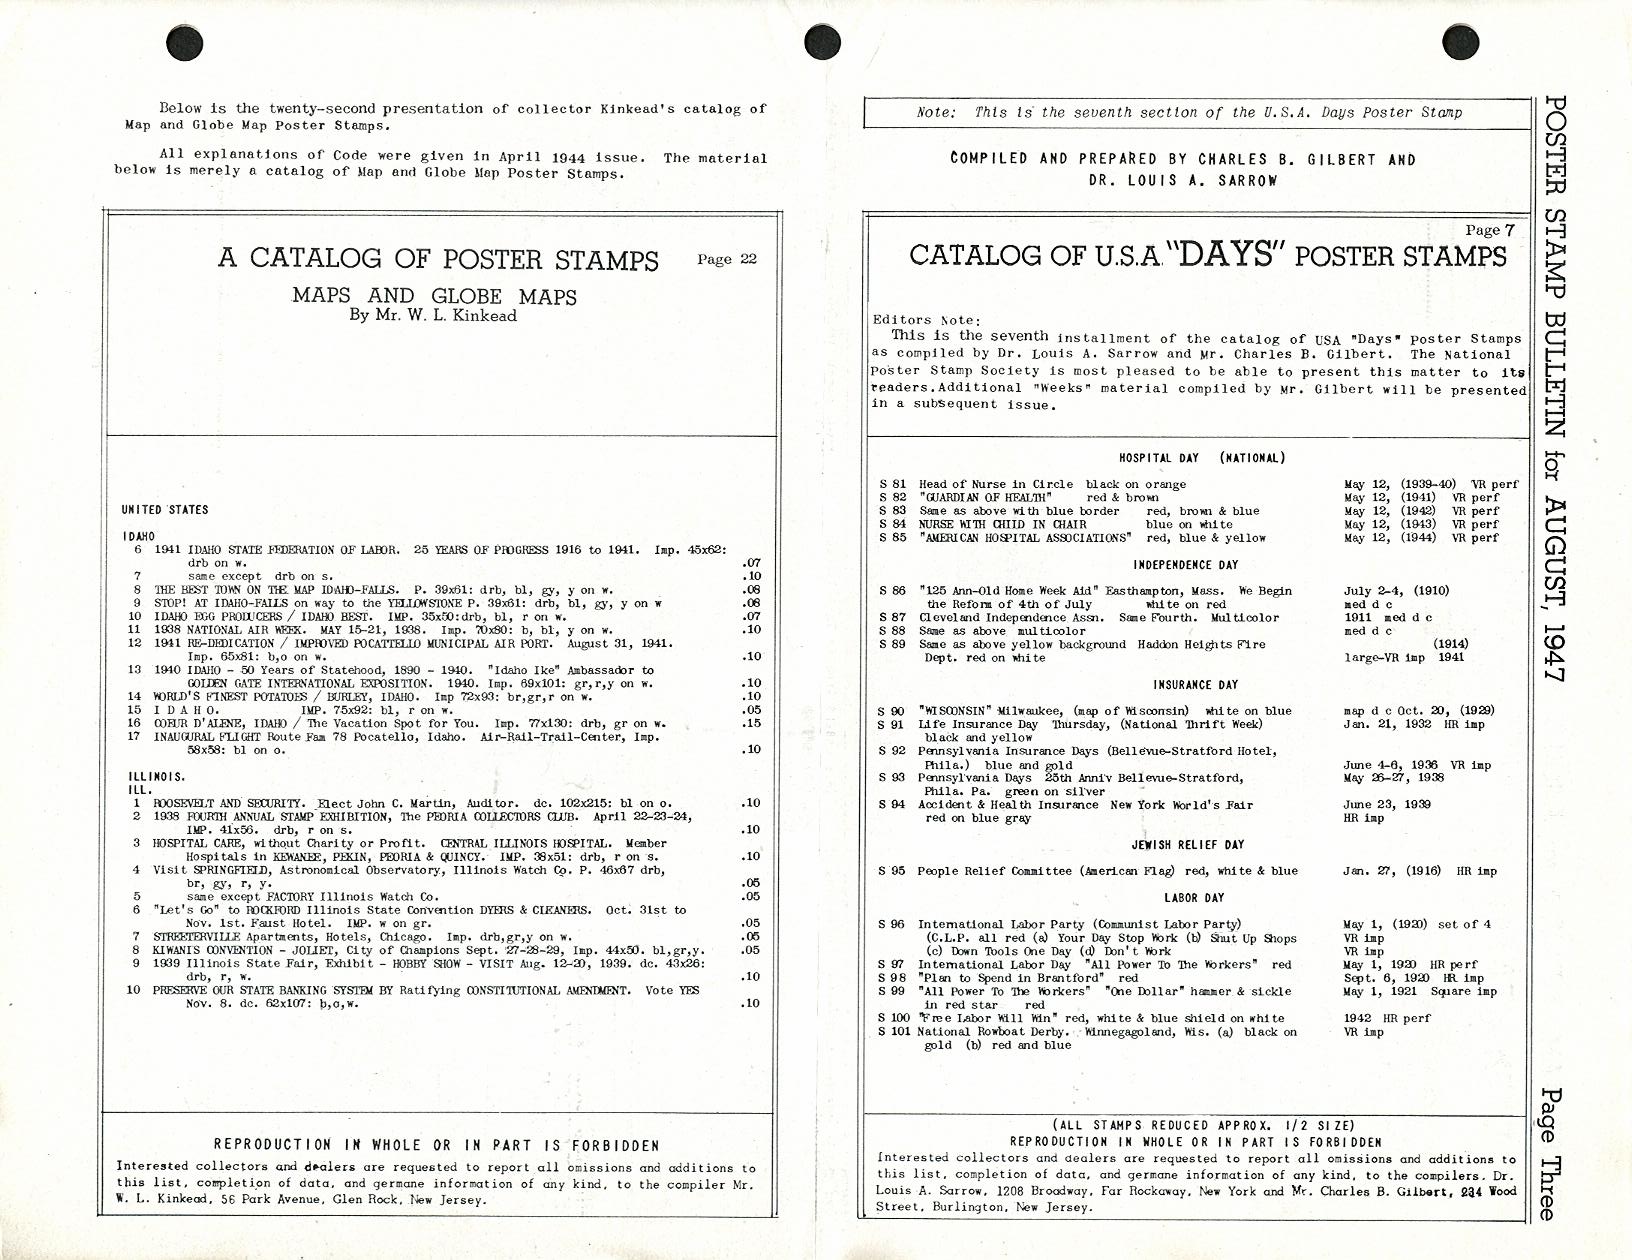 Below is the twenty-second presentation of collector Kinkead's catalog of
Map and Globe Map Poster Stamps.
All explanations of Code were given in April 1944 issue. The material
below is merely a catalog of Map and Globe Map Poster Stamps.
A CATALOG OF POSTER STAMPS Page 22
MAPS AND GLOBE MAPS
By Mr. W. L. Kinkead
UNITED STATES
IDAHO
6 1941 IDAHO STATE FEDERATION OF LABOR. 25 YEARS OF PROGRESS 1916 to 1941. Imp. 45x62:
drb on w. .07
7 same except drb on s. .10
8 THE BEST TOWN ON THE MAP IDAHO-FALLS. P. 39x61: drb, bl, gy, y on w. .08
9 STOP! AT IDAHO-FALLS on way to the YELLOWSTONE P. 39x61: drb, bl, gy, y on w .08
10 IDAHO EGG PRODUCERS / IDAHO BEST. IMP. 35x50:drb, bl, r on w. .07
11 1938 NATIONAL AIR WEEK. MAY 15-21, 1938. Imp. 70x80: b, bl, y on w. .10
12 1941 RE-DEDICATION / IMPROVED POCATTELLO MUNICIPAL AIR PORT. August 31, 1941.
Imp. 65x81: b,o on w. .10
13 1940 IDAHO - 50 Years of Statehood, 1890 - 1940. "Idaho Ike" Ambassador to
GOLDEN GATE INTERNATIONAL EXPOSITION. 1940. Imp. 69x101: gr,r,y on w. .10
14 WORLD'S FINEST POTATOES / BURLEY, IDAHO. Imp 72x93: br,gr,r on w. .10
15 I D A H O. IMP. 75x92: bl, r on w. .05
16 COEUR D'ALENE, IDAHO / The Vacation Spot for You. Imp. 77x130: drb, gr on w. .15
17 INAUGURAL FLIGHT Route Fam 78 Pocatello, Idaho. Air-Rail-Trail-Center, Imp.
58x58: bl on o. .10
ILLINOIS.
ILL.
1 ROOSEVELT AND SECURITY. Elect John C. Martin, Auditor. dc. 102x215: bl on o. .10
2 1938 FOURTH ANNUAL STAMP EXHIBITION, The PEORIA COLLECTORS CLUB. April 22-23-24,
IMP. 41x56. drb, r on s. .10
3 HOSPITAL CARE, without Charity or Profit. CENTRAL ILLINOIS HOSPITAL. Member
Hospitals in KEWANEE, PEKIN, PEORIA & QUINCY. IMP. 38x51: drb, r on s. .10
4 Visit SPRINGFIELD, Astronomical Observatory, Illinois Watch Co. P. 46x67 drb,
br, gy, r, y. .05
5 same except FACTORY Illinois Watch Co. .05
6 "Let's Go" to ROCKFORD Illinois State Convention DYERS & CLEANERS. Oct. 31st to
Nov. 1st. Faust Hotel. IMP. w on gr. .05
7 STREETERVILLE Apartments, Hotels, Chicago. Imp. drb,gr,y on w. .05
8 KIWANIS CONVENTION - JOLIET, City of Champions Sept. 27-28-29, Imp. 44x50. bl,gr,y. .05
9 1939 Illinois State Fair, Exhibit - HOBBY SHOW - VISIT Aug. 12-20, 1939. dc. 43x26:
drb, r, w. .10
10 PRESERVE OUR STATE BANKING SYSTEM BY Ratifying CONSTITUTIONAL AMENDMENT. Vote YES
Nov. 8. dc. 62x107: b,o,w. .10
REPRODUCTION IN WHOLE OR IN PART IS FORBIDDEN
Interested collectors and dealers are requested to report all omissions and additions to
this list, completion of data, and germane information of any kind, to the compiler Mr.
W. L. Kinkead, 56 Park Avenue, Glen Rock, New Jersey.
Note: This is the seventh section of the U.S.A. Days Poster Stamp
COMPILED AND PREPARED BY CHARLES B. GILBERT AND
DR. LOUIS A. SARROW
Page 7
CATALOG OF U.S.A. "DAYS" POSTER STAMPS
Editors Note:
This is the seventh installment of the catalog of USA "Days" Poster Stamps
as compiled by Dr. Louis A. Sarrow and Mr. Charles B. Gilbert. The National
Poster Stamp Society is most pleased to be able to present this matter to its
readers.Additional "Weeks" material compiled by Mr. Gilbert will be presented
in a subsequent issue.
HOSPITAL DAY (NATIONAL)
S 81 Head of Nurse in Circle black on orange May 12, (1939-40) VR perf
S 82 "GUARDIAN OF HEALTH" red & brown May 12, (1941) VR perf
S 83 Same as above with blue border red, brown & blue May 12, (1942) VR perf
S 84 NURSE WITH CHILD IN CHAIR blue on white May 12, (1943) VR perf
S 85 "AMERICAN HOSPITAL ASSOCIATIONS" red, blue & yellow May 12, (1944) VR perf
INDEPENDENCE DAY
S 86 "125 Ann-Old Home Week Aid" Easthampton, Mass. We Begin July 2-4, (1910)
the Reform of 4th of July white on red med d c
S 87 Cleveland Independence Assn. Same Fourth. Multicolor 1911 med d c
S 88 Same as above multicolor med d c
S 89 Same as above yellow background Haddon Heights Fire (1914)
Dept. red on white large-VR imp 1941
INSURANCE DAY
S 90 "WISCONSIN" Milwaukee, (map of Wisconsin) white on blue map d c Oct. 20, (1929)
S 91 Life Insurance Day Thursday, (National Thrift Week) Jan. 21, 1932 HR imp
black and yellow
S 92 Pennsylvania Insurance Days (Bellevue-Stratford Hotel,
Phila.) blue and gold June 4-6, 1936 VR imp
S 93 Pennsylvania Days 25th Anniv Bellevue-Stratford, May 26-27, 1938
Phila. Pa. green on silver
S 94 Accident & Health Insurance New York World's Fair June 23, 1939
red on blue gray HR imp
JEWISH RELIEF DAY
S 95 People Relief Committee (American Flag) red, white & blue Jan. 27, (1916) HR imp
LABOR DAY
S 96 International Labor Party (Communist Labor Party) May 1, (1920) set of 4
(C.L.P. all red (a) Your Day Stop Work (b) Shut Up Shops VR imp
(c) Down Tools One Day (d) Don't Work VR imp
S 97 International Labor Day "All Power To The Workers" red May 1, 1920 HR perf
S 98 "Plan to Spend in Brantford" red Sept. 6, 1920 HR imp
S 99 "All Power To The Workers" "One Dollar" hammer & sickle May 1, 1921 Square imp
in red star red
S 100 "Free Labor Will Win" red, white & blue shield on white 1942 HR perf
S 101 National Rowboat Derby. Winnegagoland, Wis. (a) black on VR imp
gold (b) red and blue
(ALL STAMPS REDUCED APPROX. 1/2 SIZE)
REPRODUCTION IN WHOLE OR IN PART IS FORBIDDEN
Interested collectors and dealers are requested to report all omissions and additions to
this list, completion of data, and germane information of any kind, to the compilers. Dr.
Louis A. Sarrow, 1208 Broadway, Far Rockaway, New York and Mr. Charles B. Gilbert, 234 Wood
Street, Burlington, New Jersey.
POSTER STAMP BULLETIN for AUGUST, 1947
Page Three